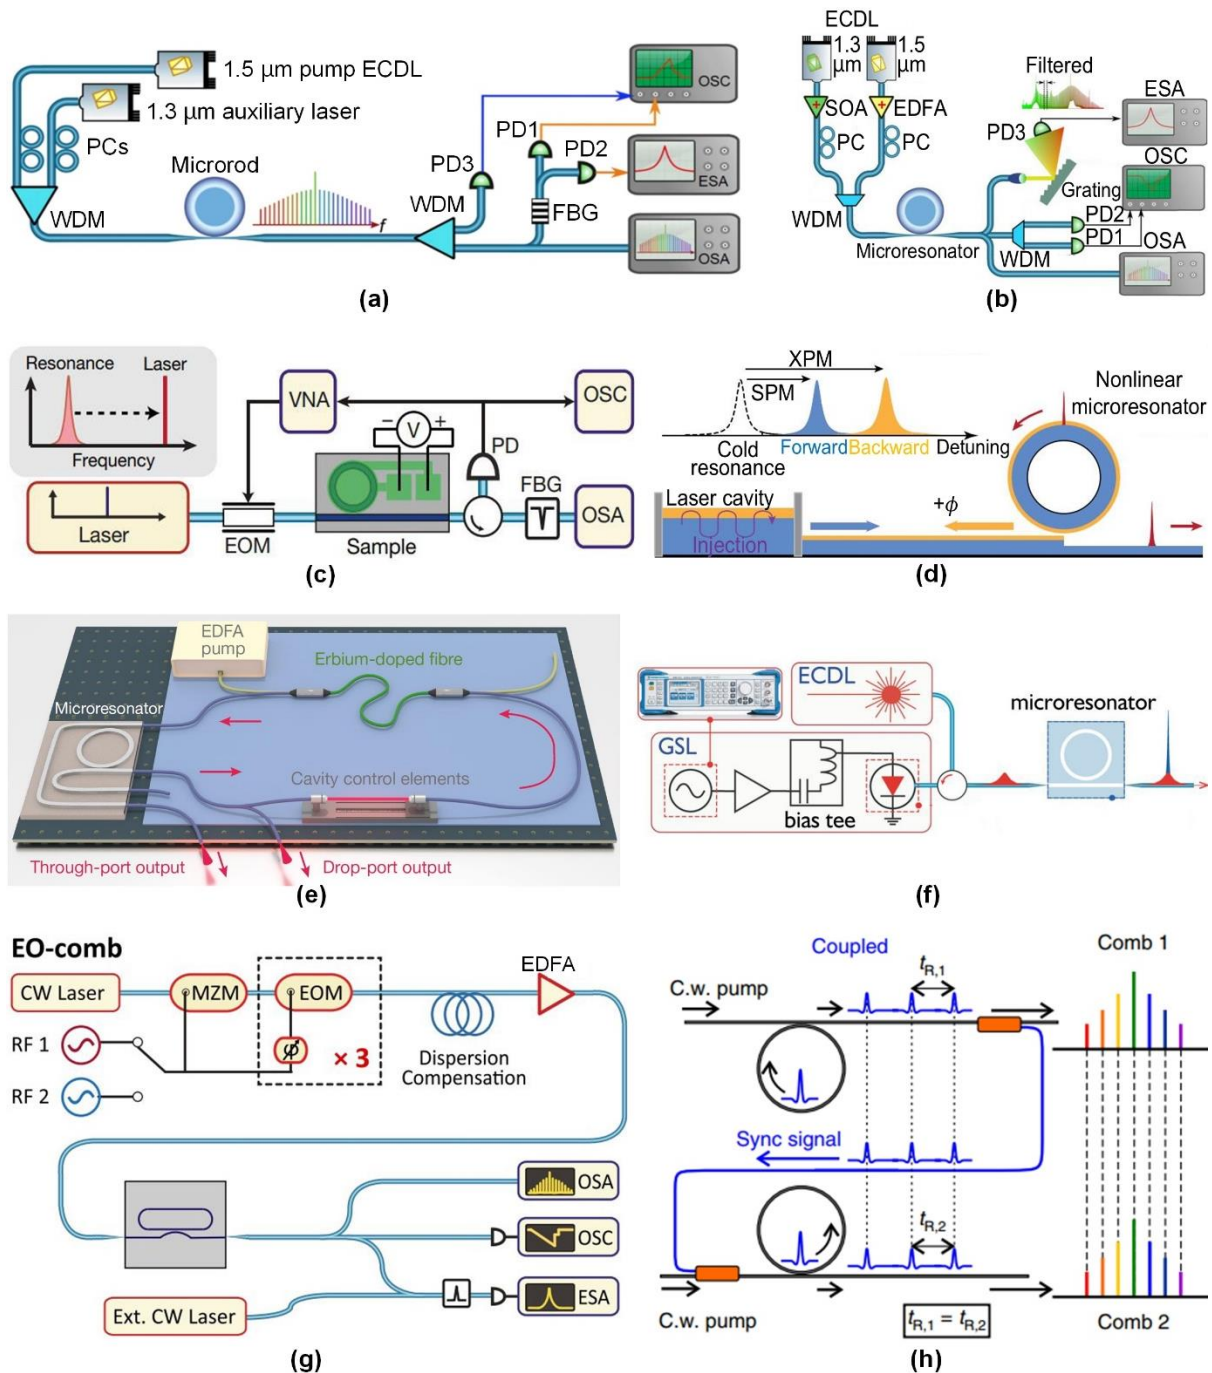 1.5 µm pump ECDL
1.3 µm auxiliary laser
PCs
WDM
Microrod
f
WDM
PD3
PD1
PD2
FBG
OSC
ESA
OSA
(a)
ECDL
1.3 µm
1.5 µm
SOA
EDFA
PC
PC
WDM
Microresonator
Filtered
PD3
Grating
ESA
OSC
PD2
PD1
WDM
OSA
(b)
Resonance
Laser
Frequency
Laser
EOM
VNA
V
− +
PD
Sample
FBG
OSC
OSA
(c)
XPM
SPM
Cold resonance
Forward
Backward
Detuning
Nonlinear microresonator
Laser cavity
Injection
+ϕ
(d)
EDFA pump
Erbium-doped fibre
Microresonator
Cavity control elements
Through-port output
Drop-port output
(e)
ECDL
GSL
bias tee
microresonator
(f)
EO-comb
CW Laser
MZM
EOM
EDFA
RF 1
RF 2
φ
× 3
Dispersion Compensation
OSA
OSC
ESA
Ext. CW Laser
(g)
Coupled
tR,1
C.w. pump
Comb 1
Sync signal
tR,2
C.w. pump
tR,1 = tR,2
Comb 2
(h)